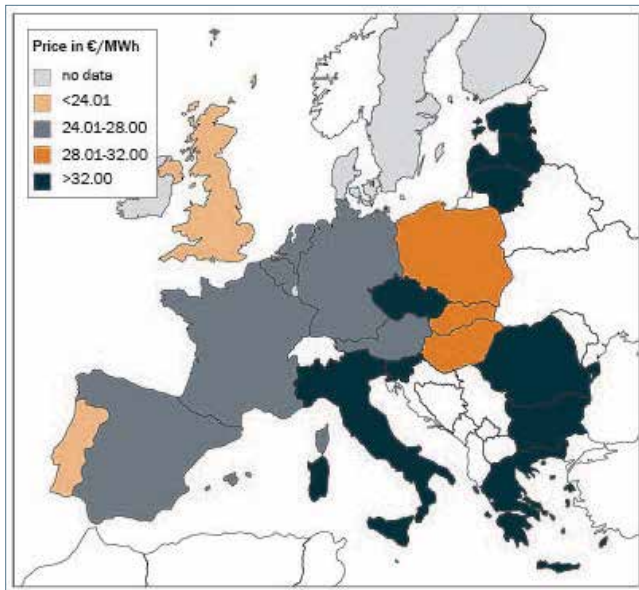 Price in €/MWh
no data
<24.01
24.01-28.00
28.01-32.00
>32.00